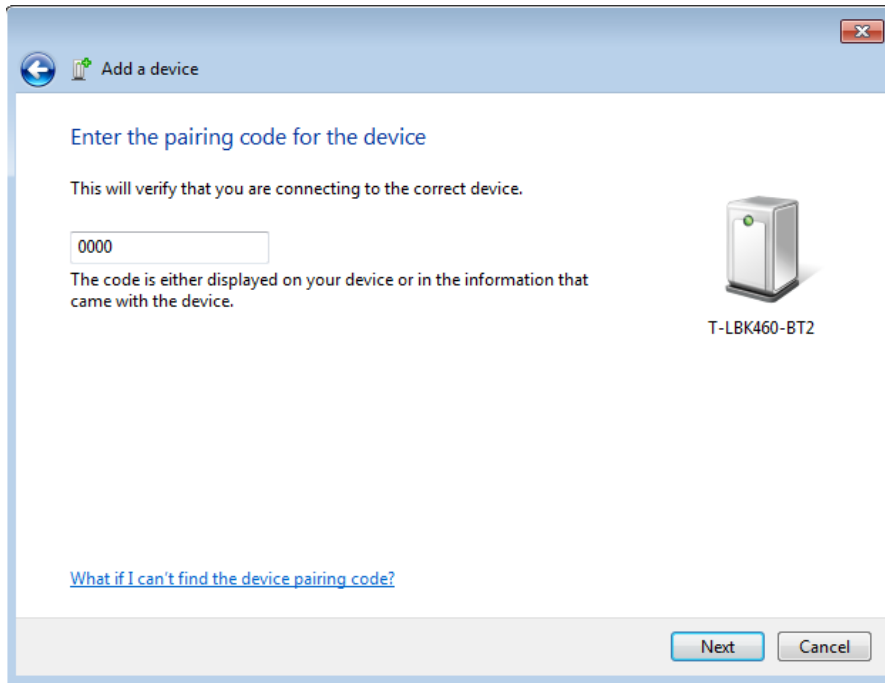 Add a device
Enter the pairing code for the device
This will verify that you are connecting to the correct device.
0000
The code is either displayed on your device or in the information that
came with the device.
T-LBK460-BT2
What if I can't find the device pairing code?
Next
Cancel